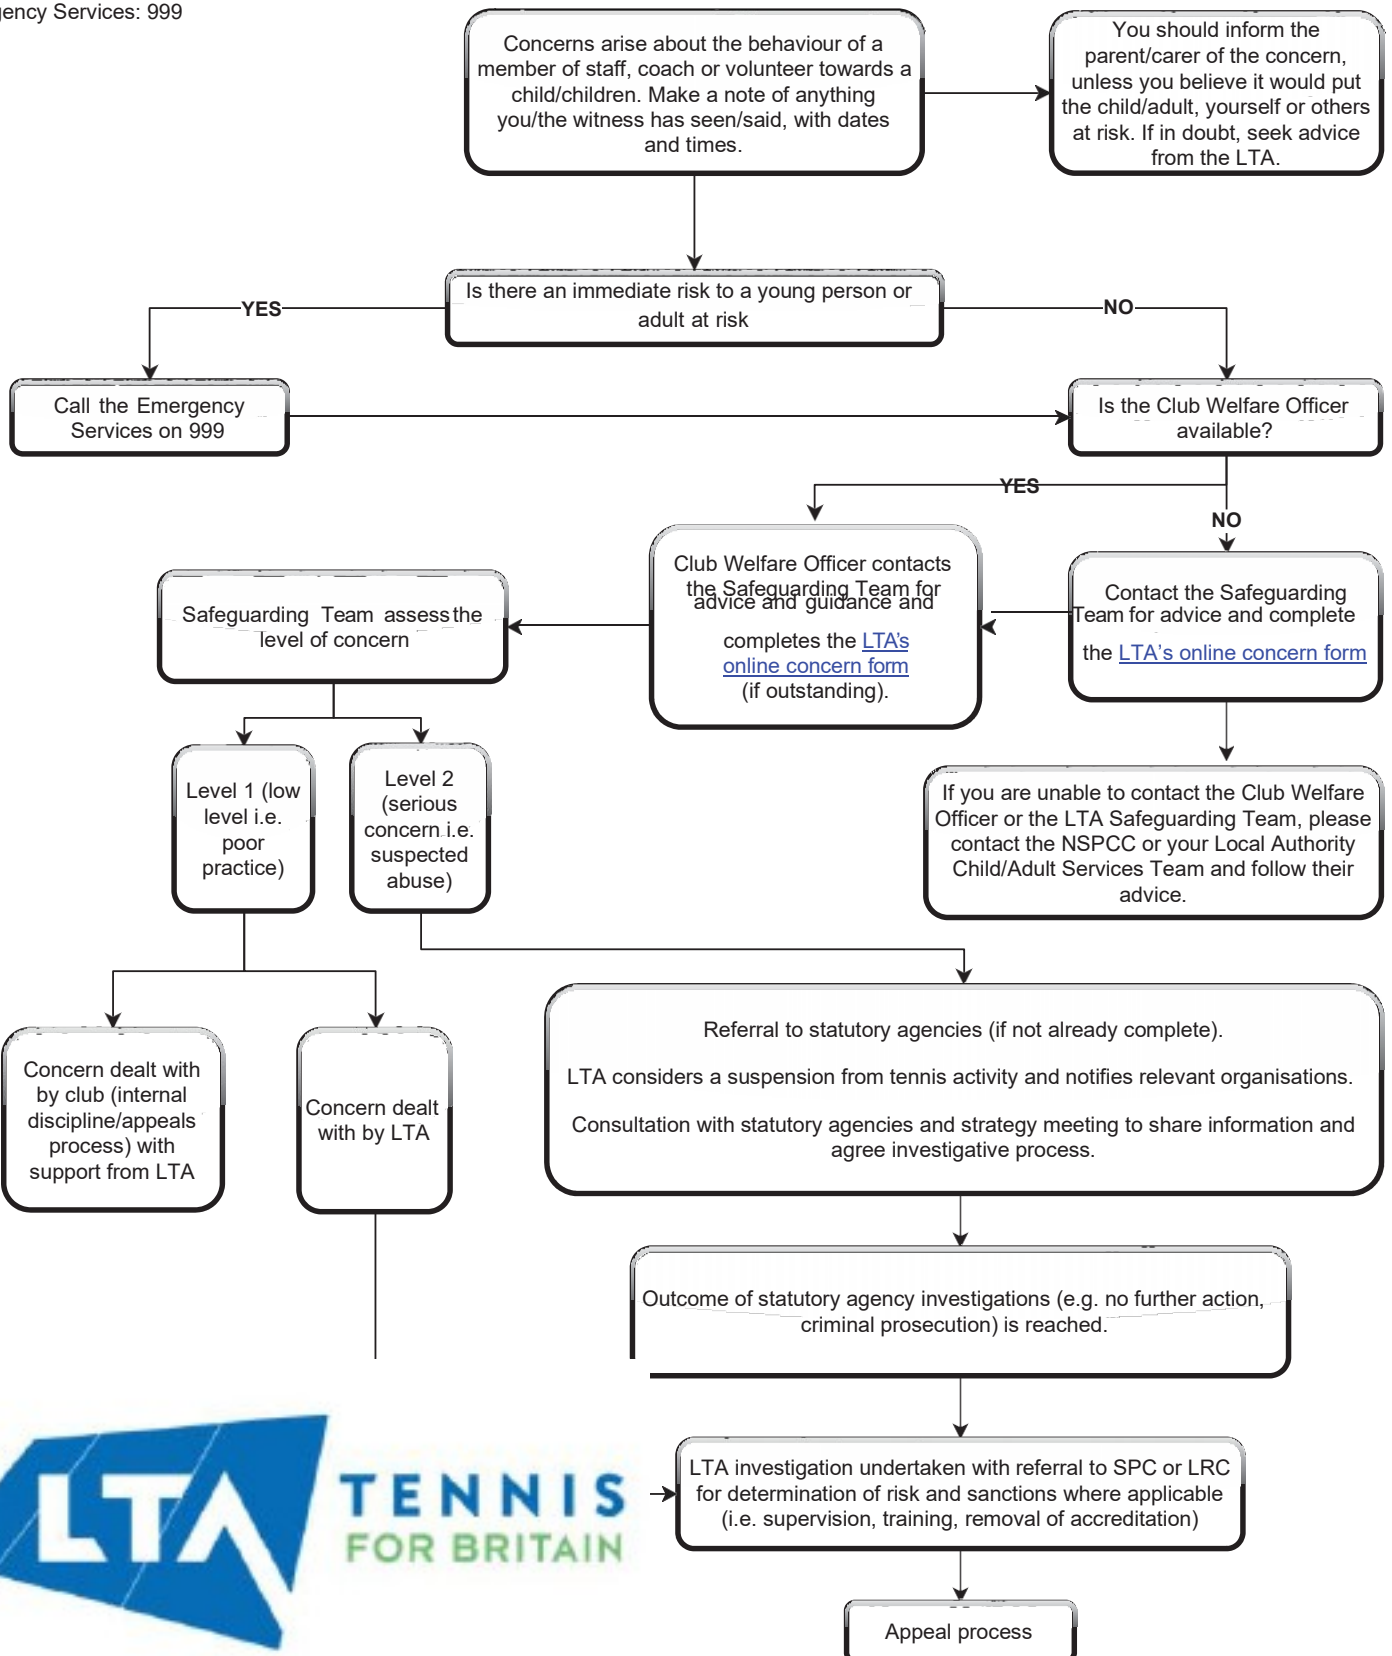 gency Services: 999
Concerns arise about the behaviour of a
member of staff, coach or volunteer towards a
child/children. Make a note of anything
you/the witness has seen/said, with dates
and times.
You should inform the
parent/carer of the concern,
unless you believe it would put
the child/adult, yourself or others
at risk. If in doubt, seek advice
from the LTA.
Is there an immediate risk to a young person or
adult at risk
YES
NO
Call the Emergency
Services on 999
Is the Club Welfare Officer
available?
YES
NO
Club Welfare Officer contacts
the Safeguarding Team for
advice and guidance and
completes the LTA's
online concern form
(if outstanding).
Contact the Safeguarding
Team for advice and complete
the LTA's online concern form
Safeguarding Team assess the
level of concern
Level 1 (low
level i.e.
poor
practice)
Level 2
(serious
concern i.e.
suspected
abuse)
If you are unable to contact the Club Welfare
Officer or the LTA Safeguarding Team, please
contact the NSPCC or your Local Authority
Child/Adult Services Team and follow their
advice.
Concern dealt with
by club (internal
discipline/appeals
process) with
support from LTA
Concern dealt
with by LTA
Referral to statutory agencies (if not already complete).
LTA considers a suspension from tennis activity and notifies relevant organisations.
Consultation with statutory agencies and strategy meeting to share information and
agree investigative process.
Outcome of statutory agency investigations (e.g. no further action,
criminal prosecution) is reached.
LTA investigation undertaken with referral to SPC or LRC
for determination of risk and sanctions where applicable
(i.e. supervision, training, removal of accreditation)
Appeal process
LTA
TENNIS
FOR BRITAIN